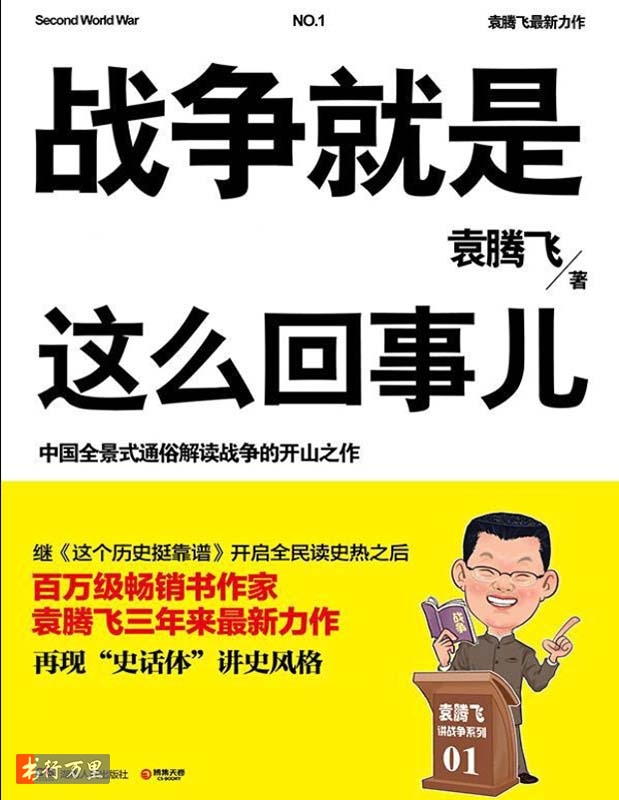 Second World War
NO.1
袁腾飞最新力作
战争就是
袁腾飞／著
这么回事儿
中国全景式通俗解读战争的开山之作
继《这个历史挺靠谱》开启全民读史热之后
百万级畅销书作家
袁腾飞三年来最新力作
再现“史话体”讲史风格
战争
袁腾飞
讲战争系列
01
书行万里
出版社
博集天卷
CS-BOOKY